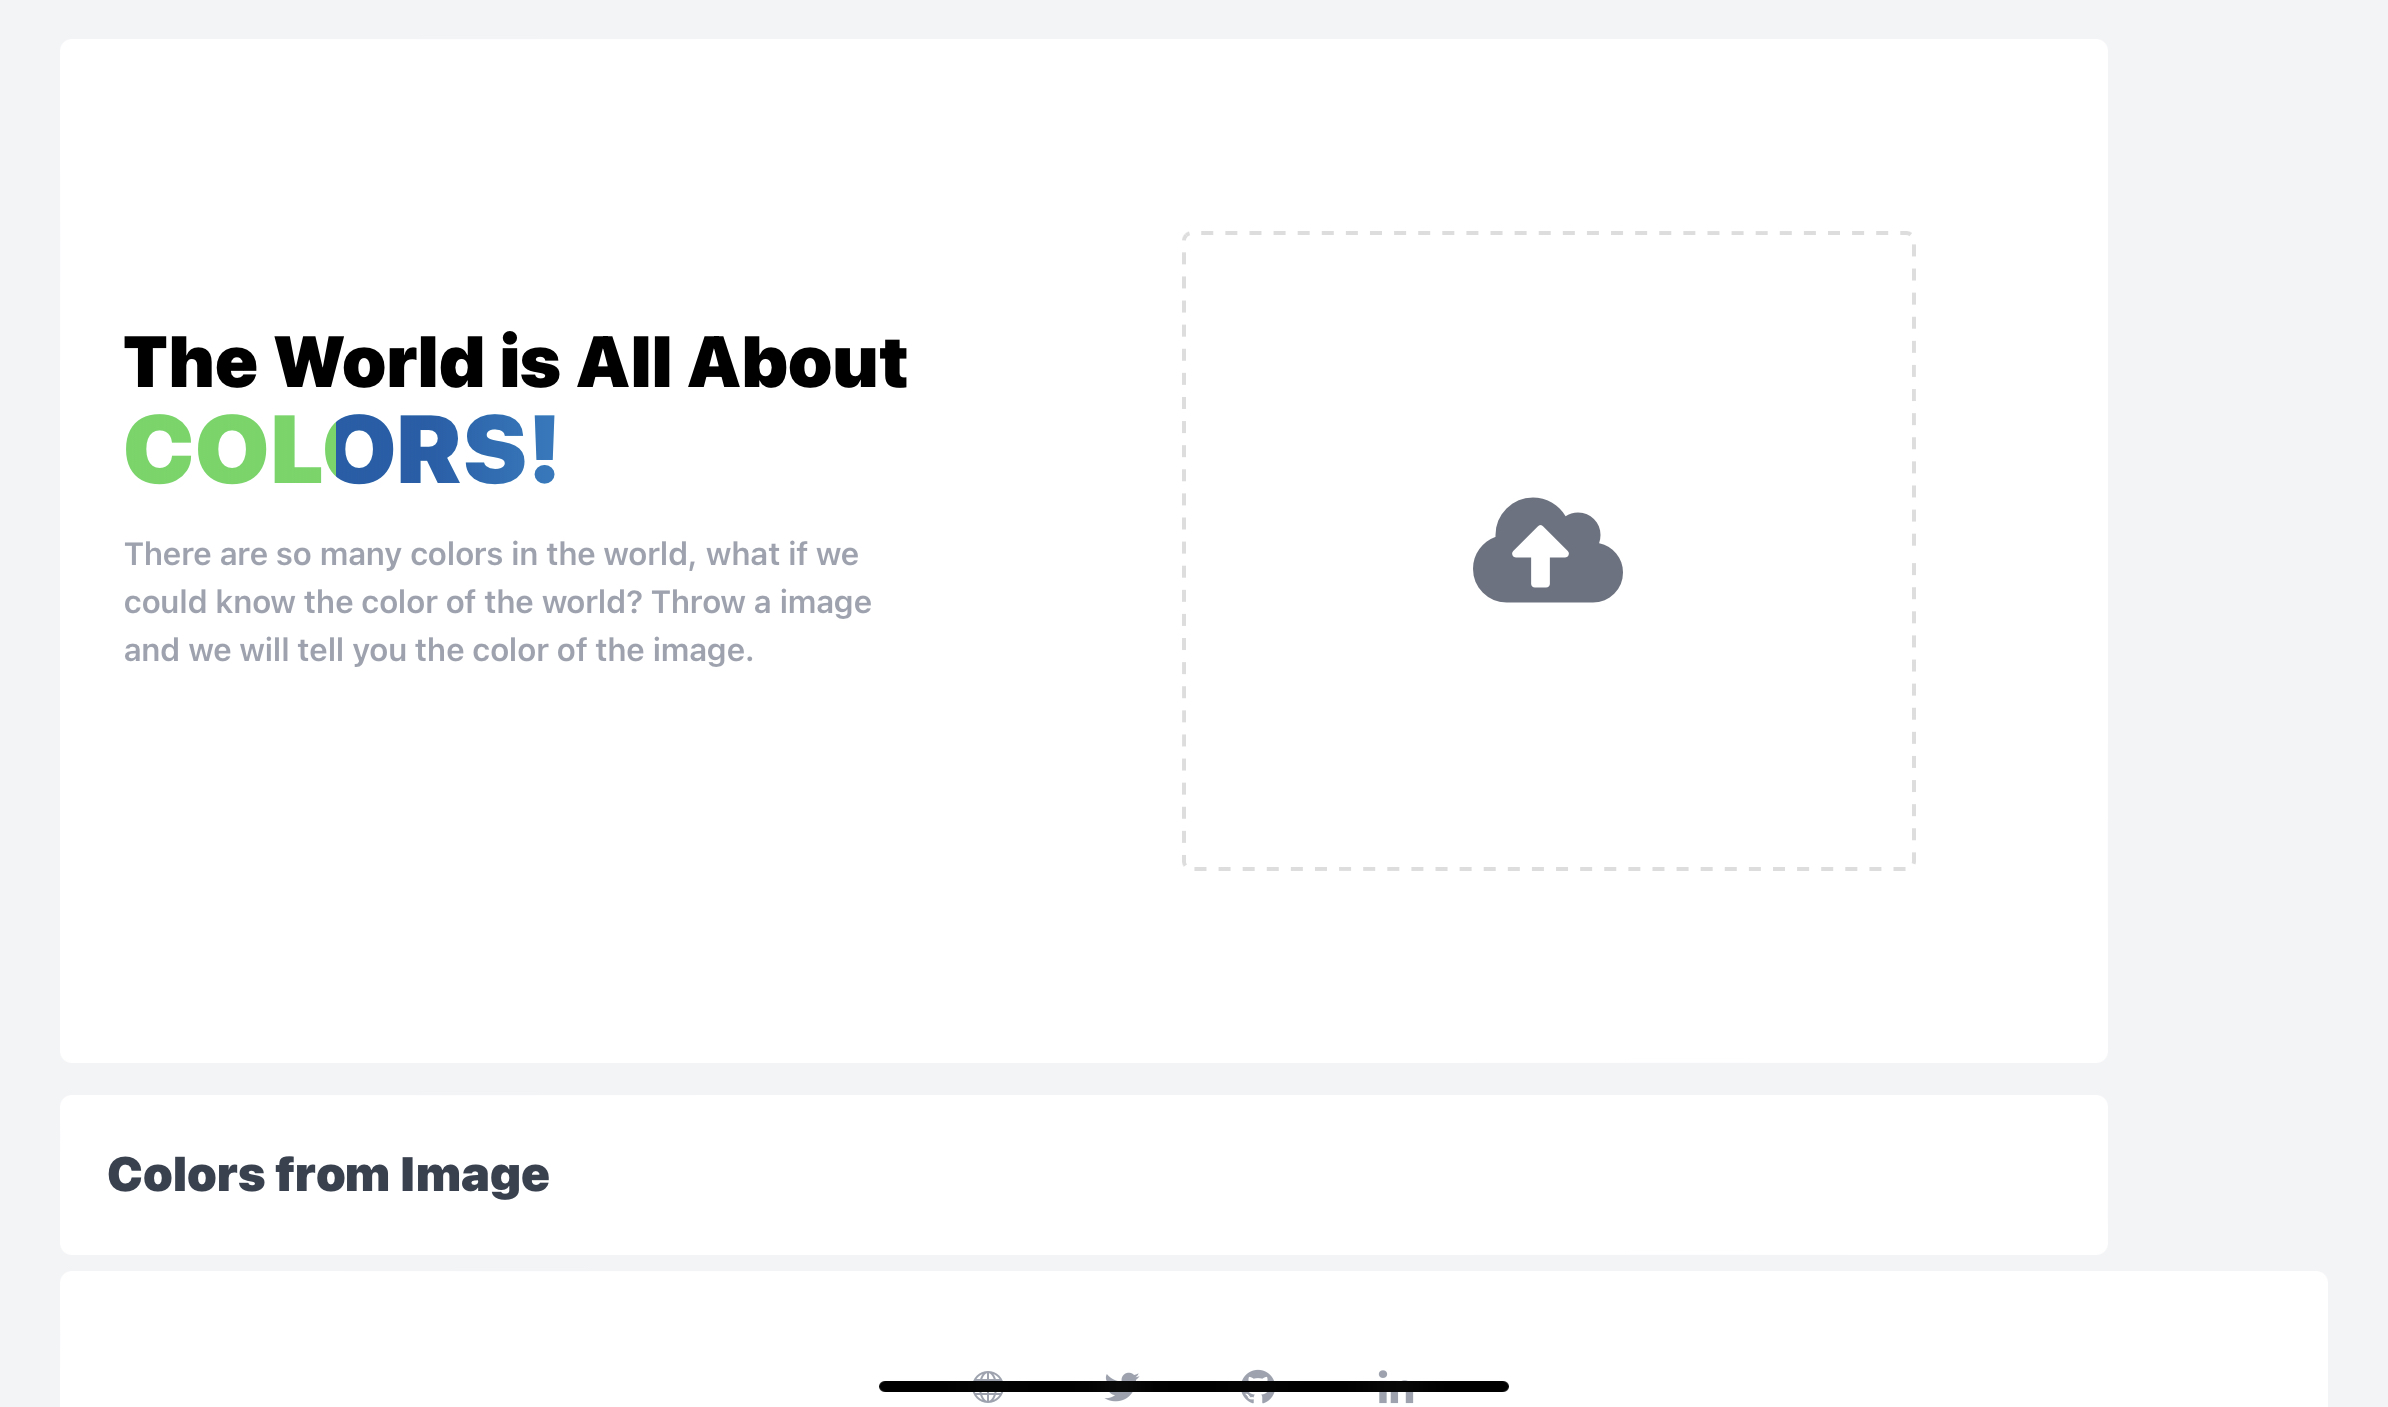 The World is All About
COLORS!
There are so many colors in the world, what if we
could know the color of the world? Throw a image
and we will tell you the color of the image.
Colors from Image